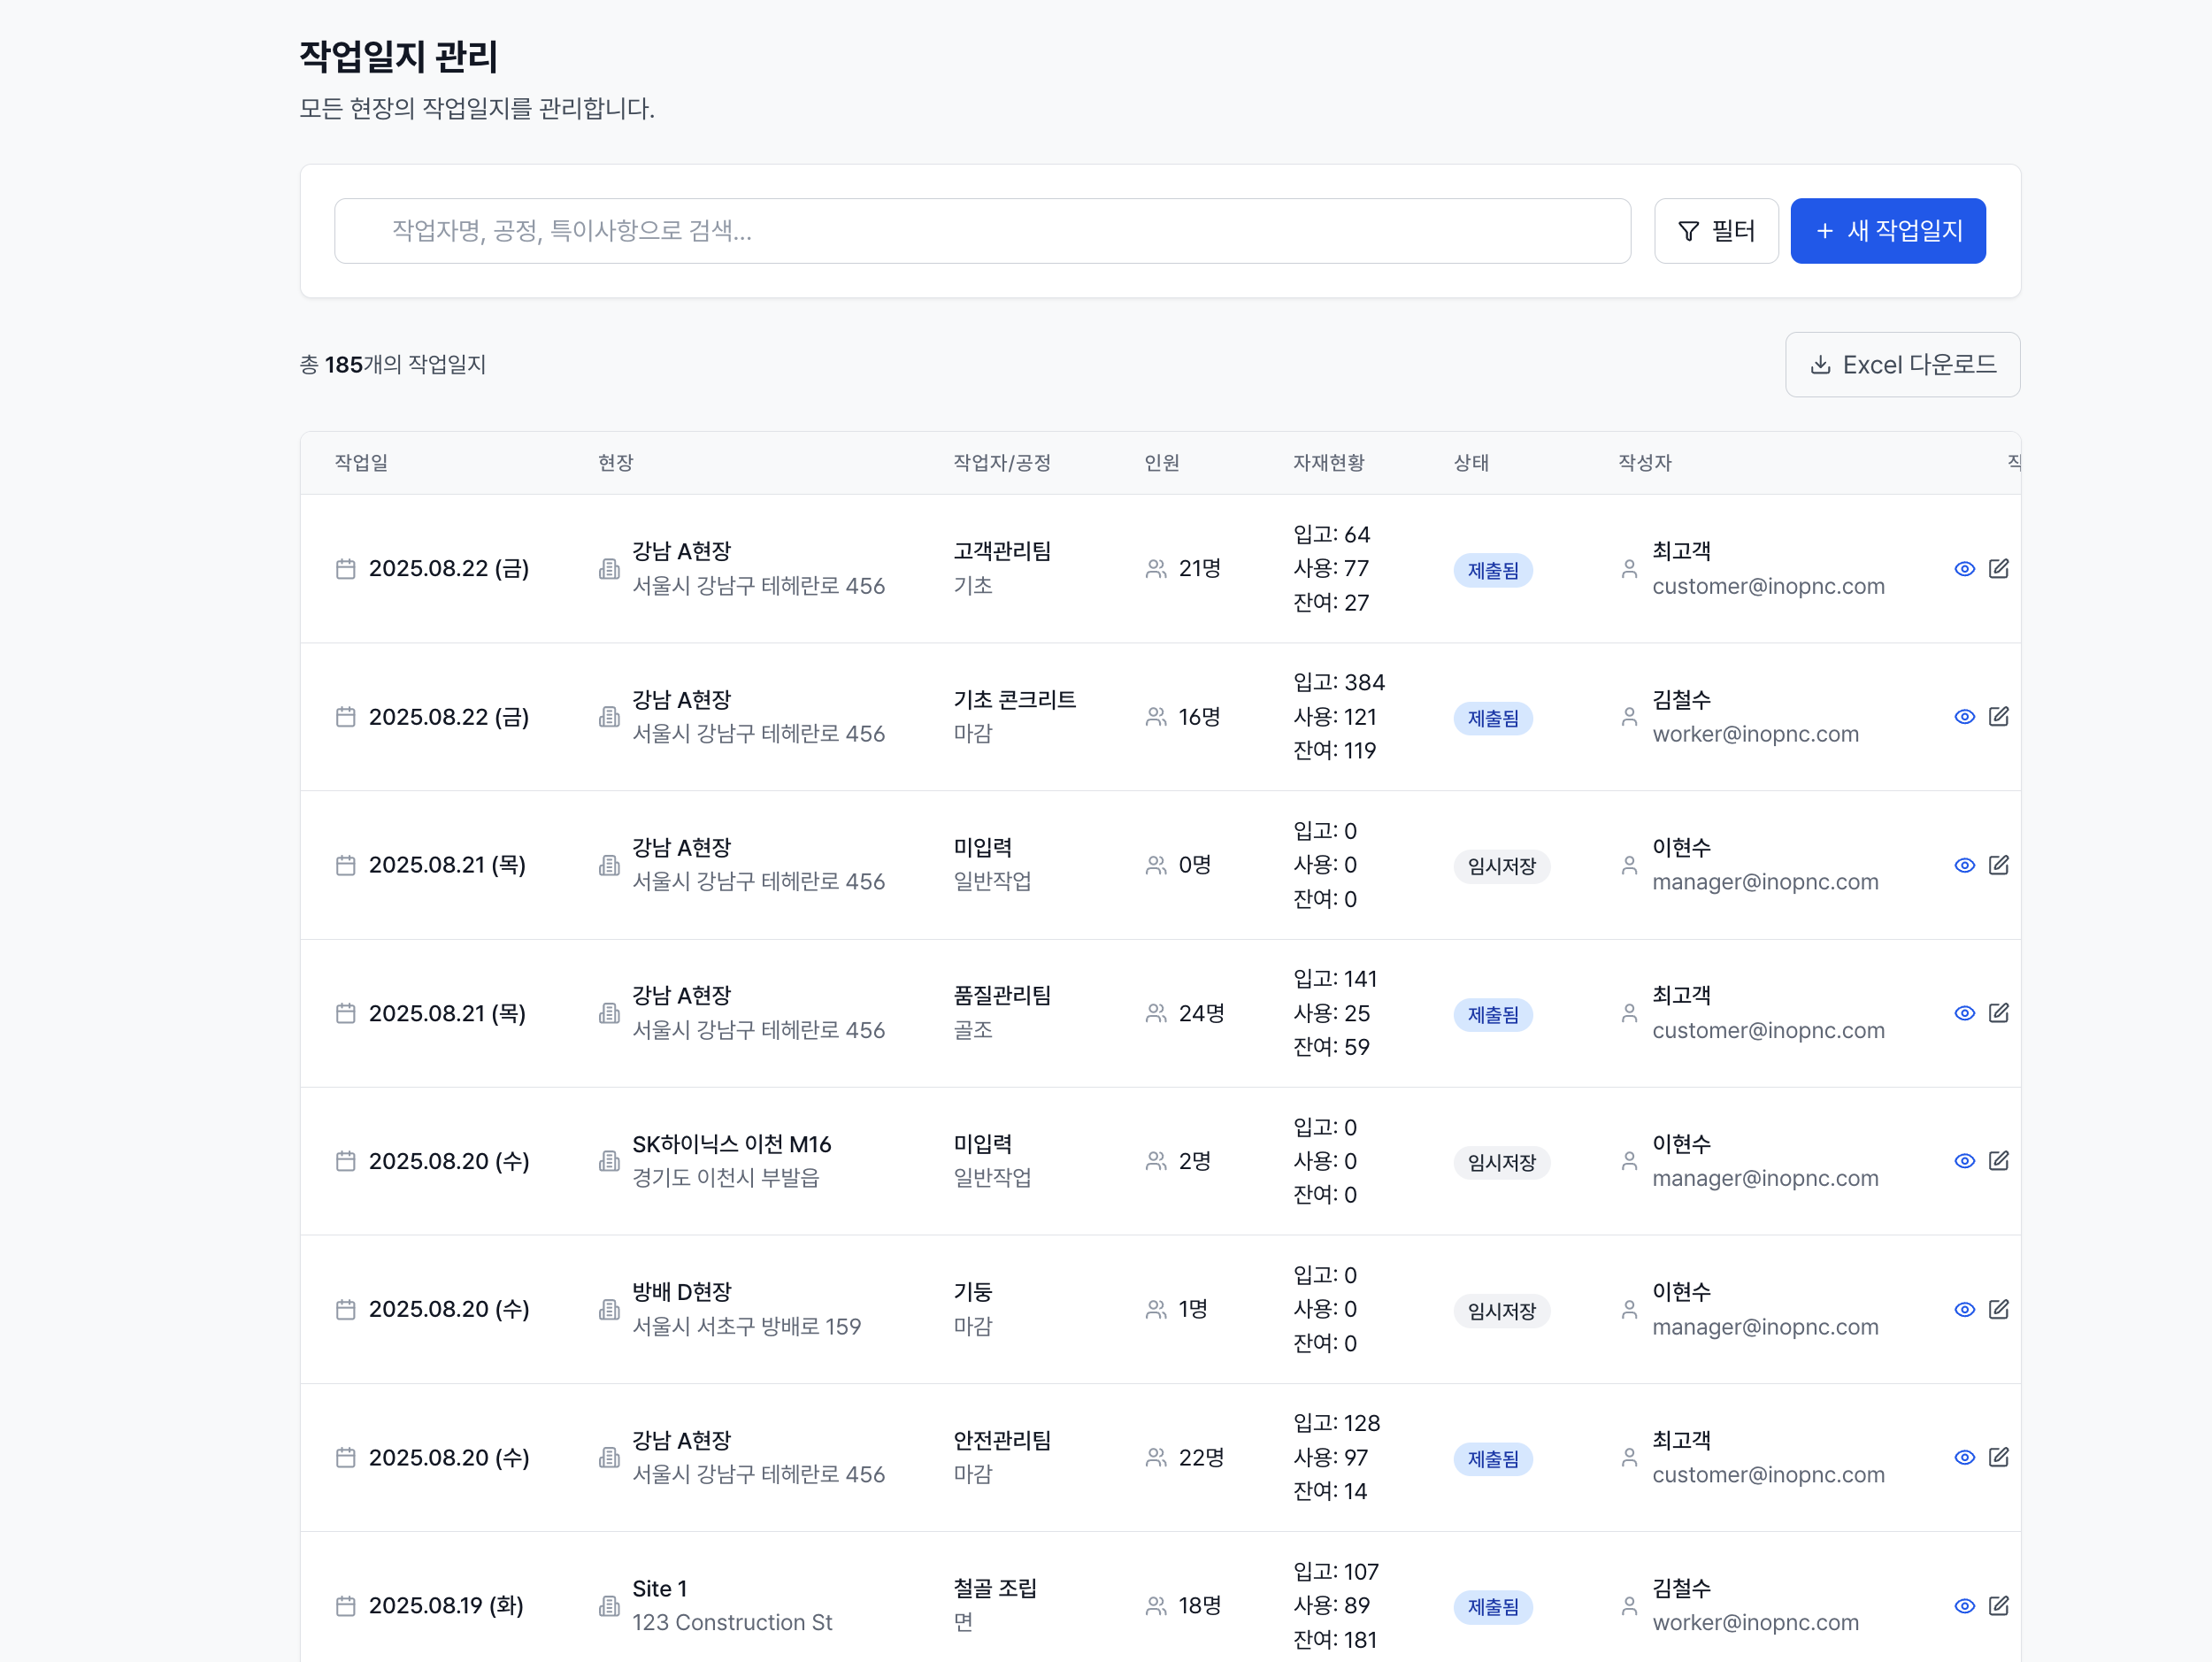 작업일지 관리
모든 현장의 작업일지를 관리합니다.
작업자명, 공정, 특이사항으로 검색...
필터
새 작업일지
총 185개의 작업일지
Excel 다운로드
작업일 현장 작업자/공정 인원 자재현황 상태 작성자 작
2025.08.22 (금)
강남 A현장
서울시 강남구 테헤란로 456
고객관리팀
기초
21명
입고: 64
사용: 77
잔여: 27
제출됨
최고객
customer@inopnc.com
2025.08.22 (금)
강남 A현장
서울시 강남구 테헤란로 456
기초 콘크리트
마감
16명
입고: 384
사용: 121
잔여: 119
제출됨
김철수
worker@inopnc.com
2025.08.21 (목)
강남 A현장
서울시 강남구 테헤란로 456
미입력
일반작업
0명
입고: 0
사용: 0
잔여: 0
임시저장
이현수
manager@inopnc.com
2025.08.21 (목)
강남 A현장
서울시 강남구 테헤란로 456
품질관리팀
골조
24명
입고: 141
사용: 25
잔여: 59
제출됨
최고객
customer@inopnc.com
2025.08.20 (수)
SK하이닉스 이천 M16
경기도 이천시 부발읍
미입력
일반작업
2명
입고: 0
사용: 0
잔여: 0
임시저장
이현수
manager@inopnc.com
2025.08.20 (수)
방배 D현장
서울시 서초구 방배로 159
기둥
마감
1명
입고: 0
사용: 0
잔여: 0
임시저장
이현수
manager@inopnc.com
2025.08.20 (수)
강남 A현장
서울시 강남구 테헤란로 456
안전관리팀
마감
22명
입고: 128
사용: 97
잔여: 14
제출됨
최고객
customer@inopnc.com
2025.08.19 (화)
Site 1
123 Construction St
철골 조립
면
18명
입고: 107
사용: 89
잔여: 181
제출됨
김철수
worker@inopnc.com